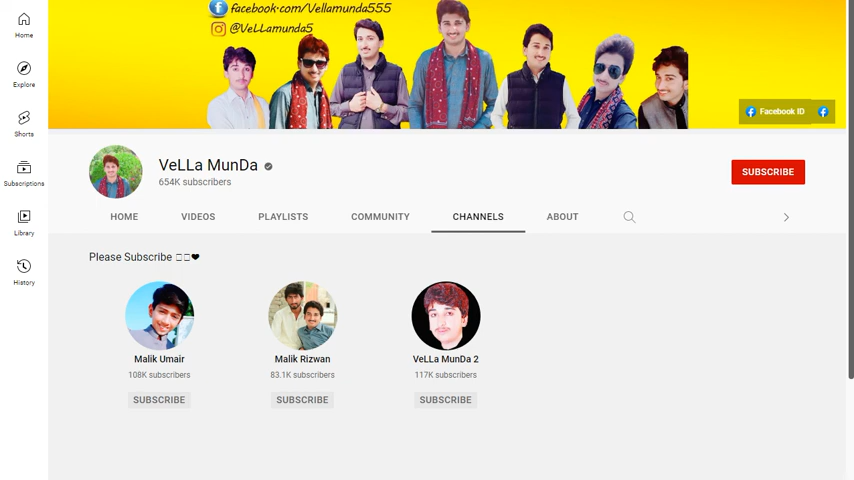 facebook.com/Vellamunda555
@VeLLamunda5
Facebook ID
Home
Explore
Shorts
Subscriptions
Library
History
VeLLa MunDa
654K subscribers
SUBSCRIBE
HOME VIDEOS PLAYLISTS COMMUNITY CHANNELS ABOUT
Please Subscribe □□❤
Malik Umair
108K subscribers
SUBSCRIBE
Malik Rizwan
83.1K subscribers
SUBSCRIBE
VeLLa MunDa 2
117K subscribers
SUBSCRIBE